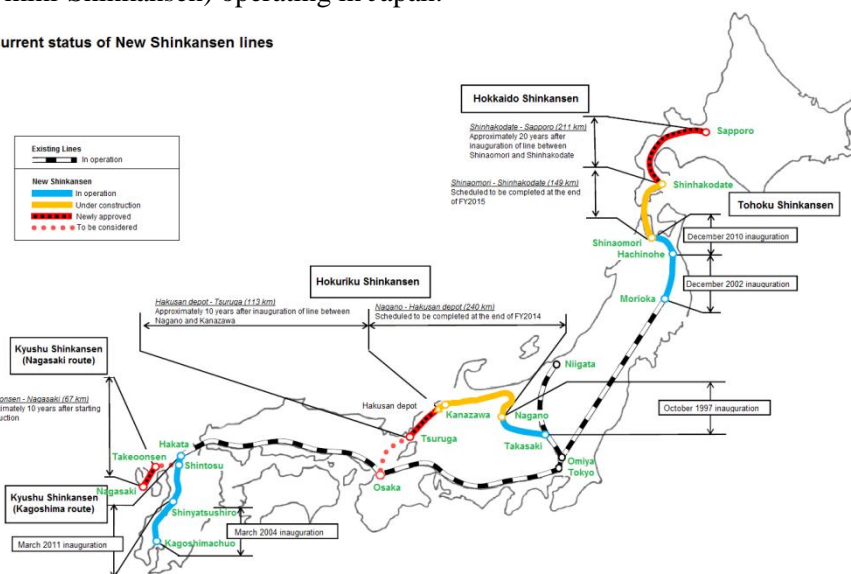 mini Shinkansen) operating in Japan.
urrent status of New Shinkansen lines
Existing Lines
In operation
New Shinkansen
In operation
Under construction
Newly approved
To be considered
Hokkaido Shinkansen
Shinhakodate - Sapporo (211 km)
Approximately 20 years after
inauguration of line between
Shinaomori and Shinhakodate
Sapporo
Shinaomori - Shinhakodate (149 km)
Scheduled to be completed at the end
of FY2015
Shinhakodate
Tohoku Shinkansen
Shinaomori
Hachinohe
December 2010 inauguration
December 2002 inauguration
Morioka
Hokuriku Shinkansen
Hakusan depot - Tsuruga (113 km)
Approximately 10 years after inauguration of line between
Nagano and Kanazawa
Nagano - Hakusan depot (240 km)
Scheduled to be completed at the end of FY2014
Niigata
Hakusan depot
Kanazawa
Nagano
October 1997 inauguration
Tsuruga
Takasaki
Omiya
Tokyo
Osaka
Kyushu Shinkansen
(Nagasaki route)
onsen - Nagasaki (67 km)
imately 10 years after starting
uction
Hakata
Takeoonsen
Shintosu
Nagasaki
Kyushu Shinkansen
(Kagoshima route)
Shinyatsushiro
March 2011 inauguration
March 2004 inauguration
Kagoshimachuo